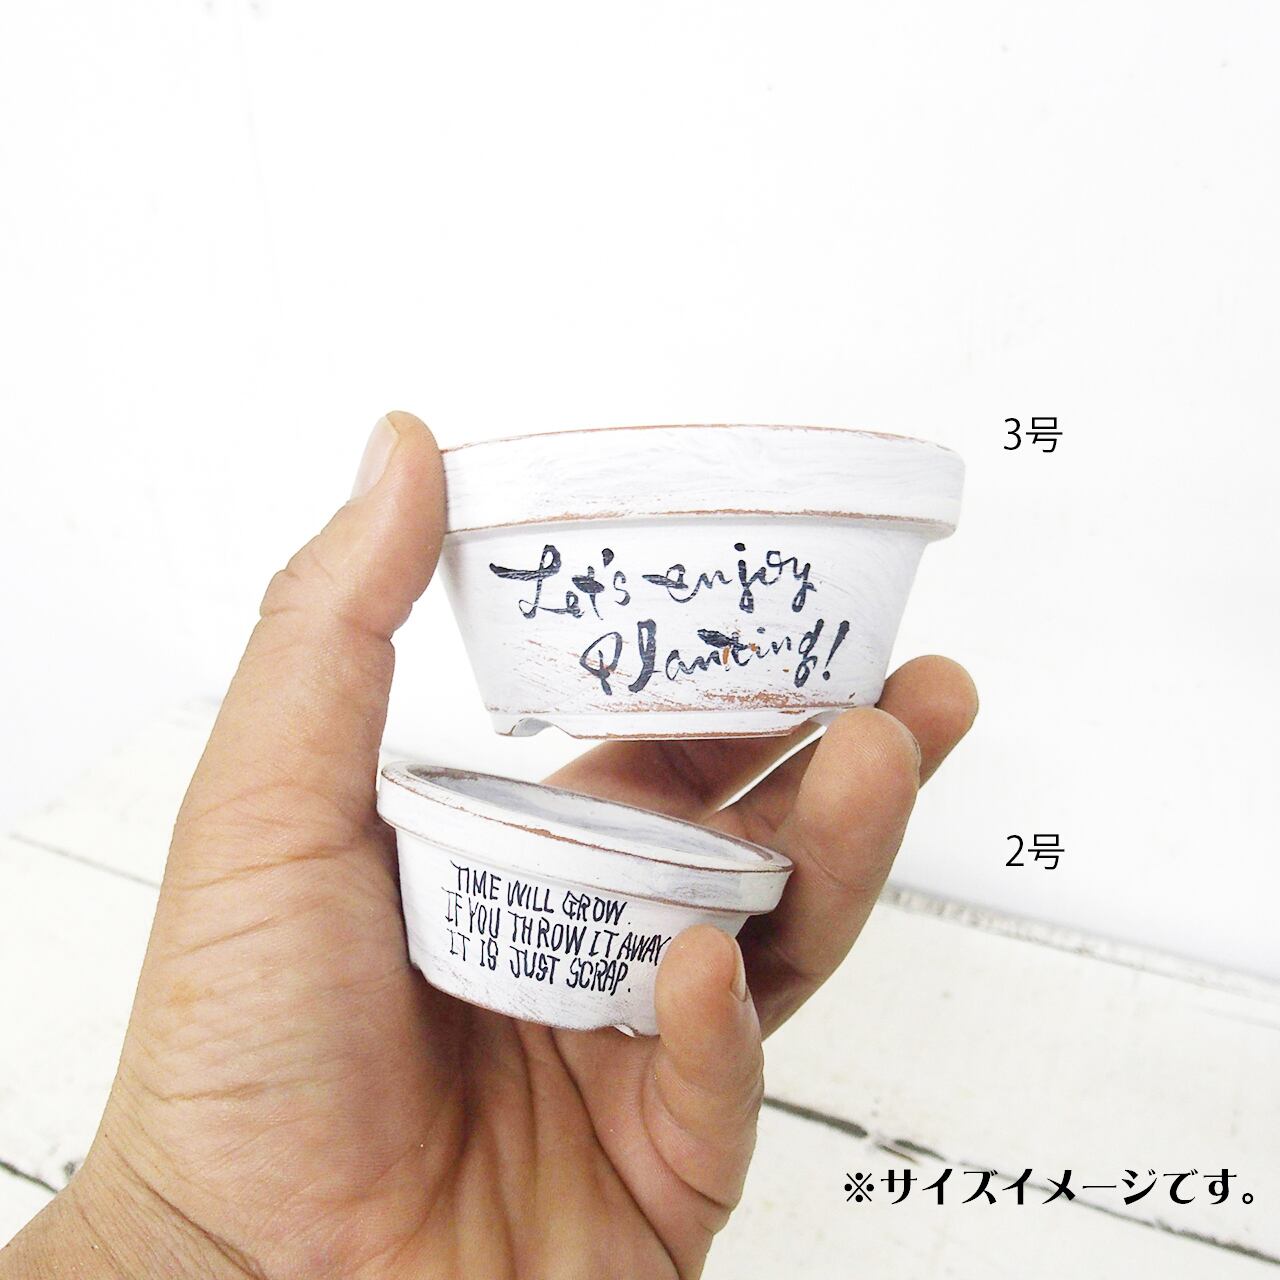 3号
Let's enjoy
Planting!
2号
TIME WILL GROW.
IF YOU THROW IT AWAY
IT IS JUST SCRAP.
※サイズイメージです。